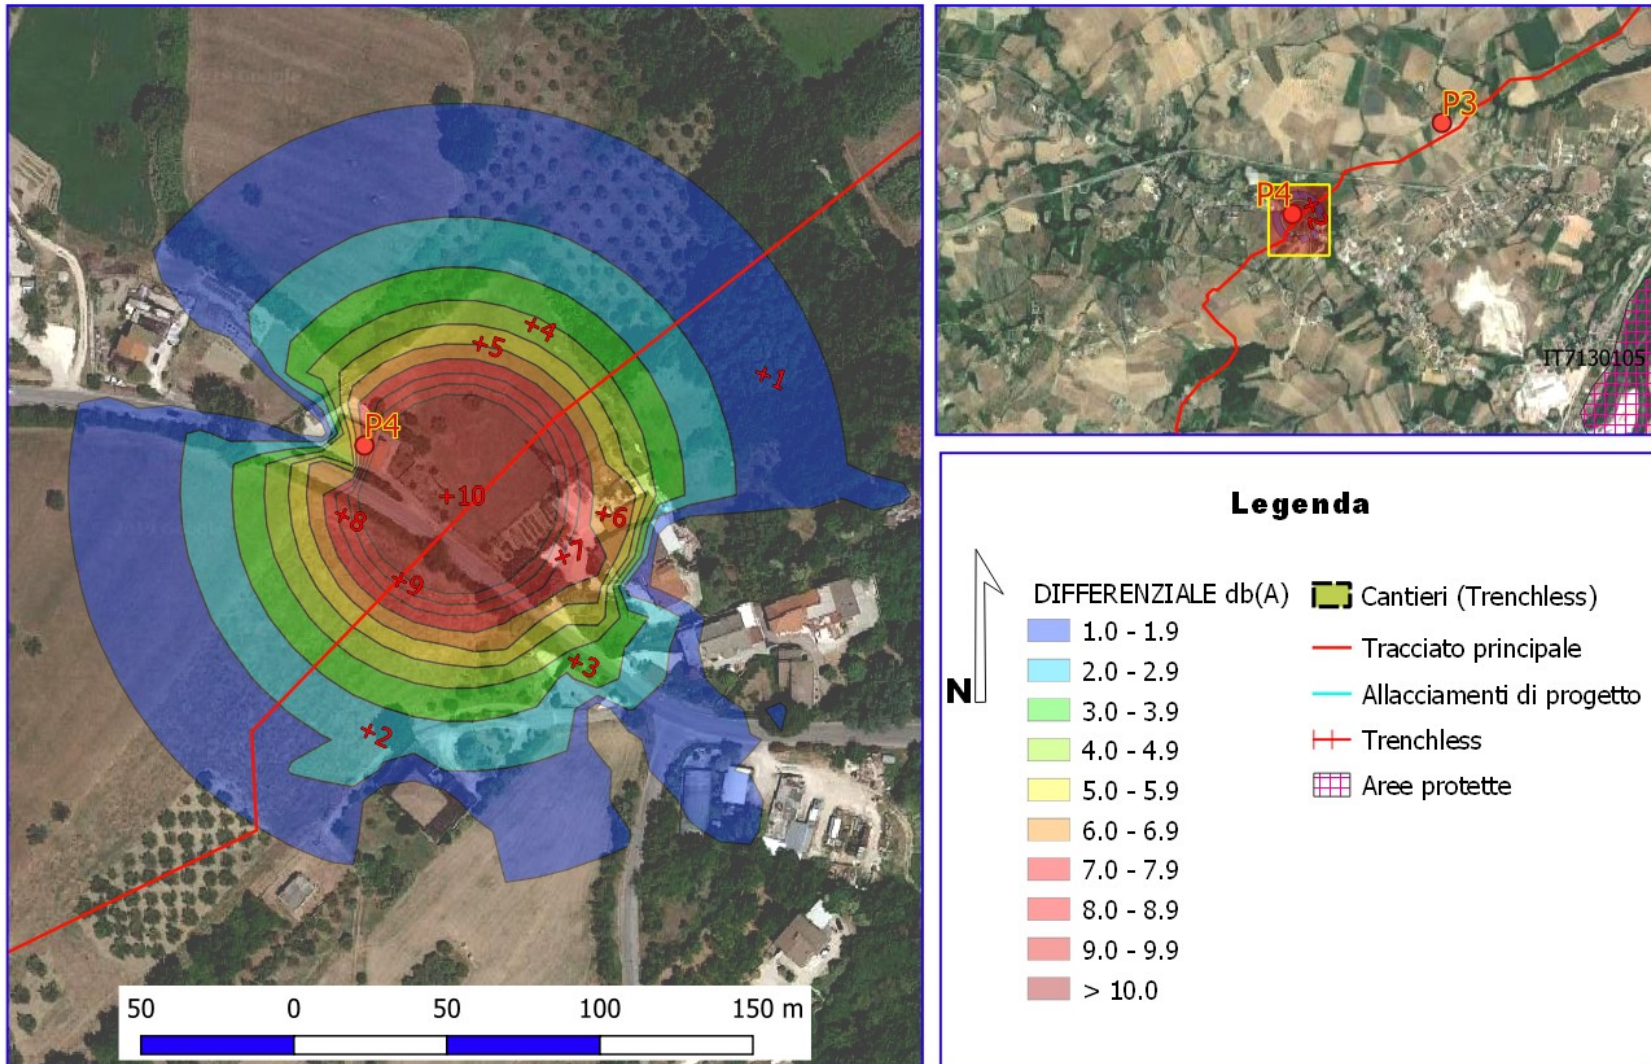 2019 Google
+1
+4
+5
P4
+10
+8
+6
+7
+9
+3
+2
50 0 50 100 150 m
P3
P4
IT7130105
Legenda
N
DIFFERENZIALE db(A)
1.0 - 1.9
2.0 - 2.9
3.0 - 3.9
4.0 - 4.9
5.0 - 5.9
6.0 - 6.9
7.0 - 7.9
8.0 - 8.9
9.0 - 9.9
> 10.0
Cantieri (Trenchless)
Tracciato principale
Allacciamenti di progetto
Trenchless
Aree protette